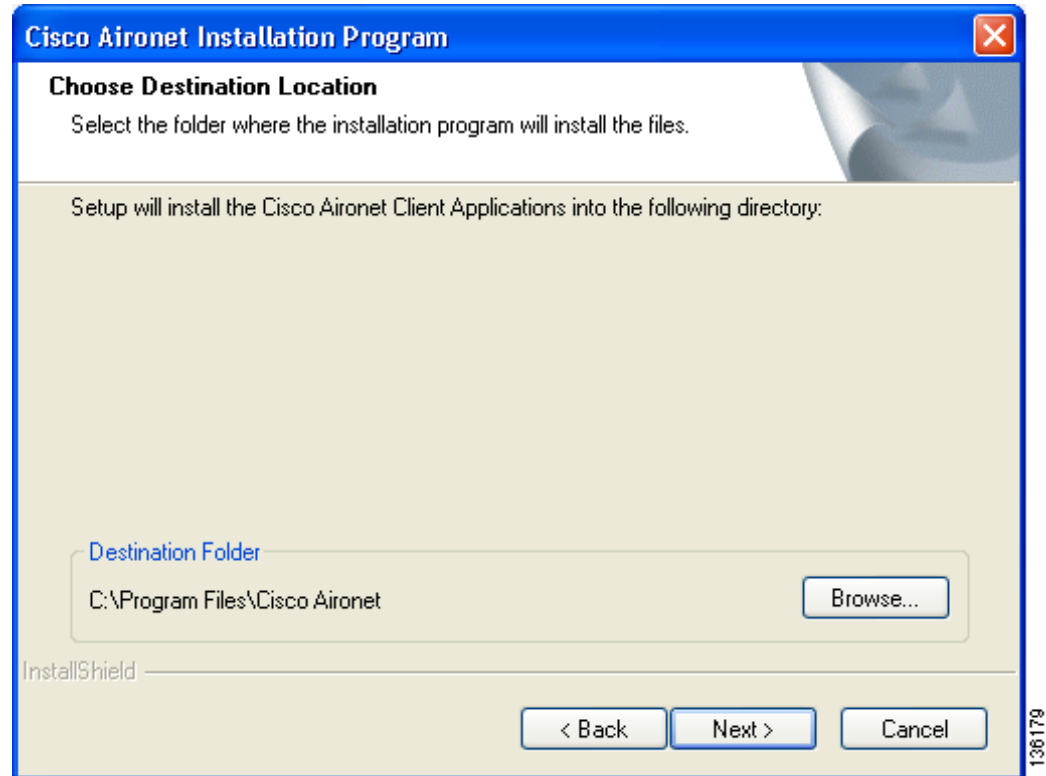 Cisco Aironet Installation Program
Choose Destination Location
Select the folder where the installation program will install the files.
Setup will install the Cisco Aironet Client Applications into the following directory:
Destination Folder
C:\Program Files\Cisco Aironet
Browse...
InstallShield
< Back
Next >
Cancel
136179